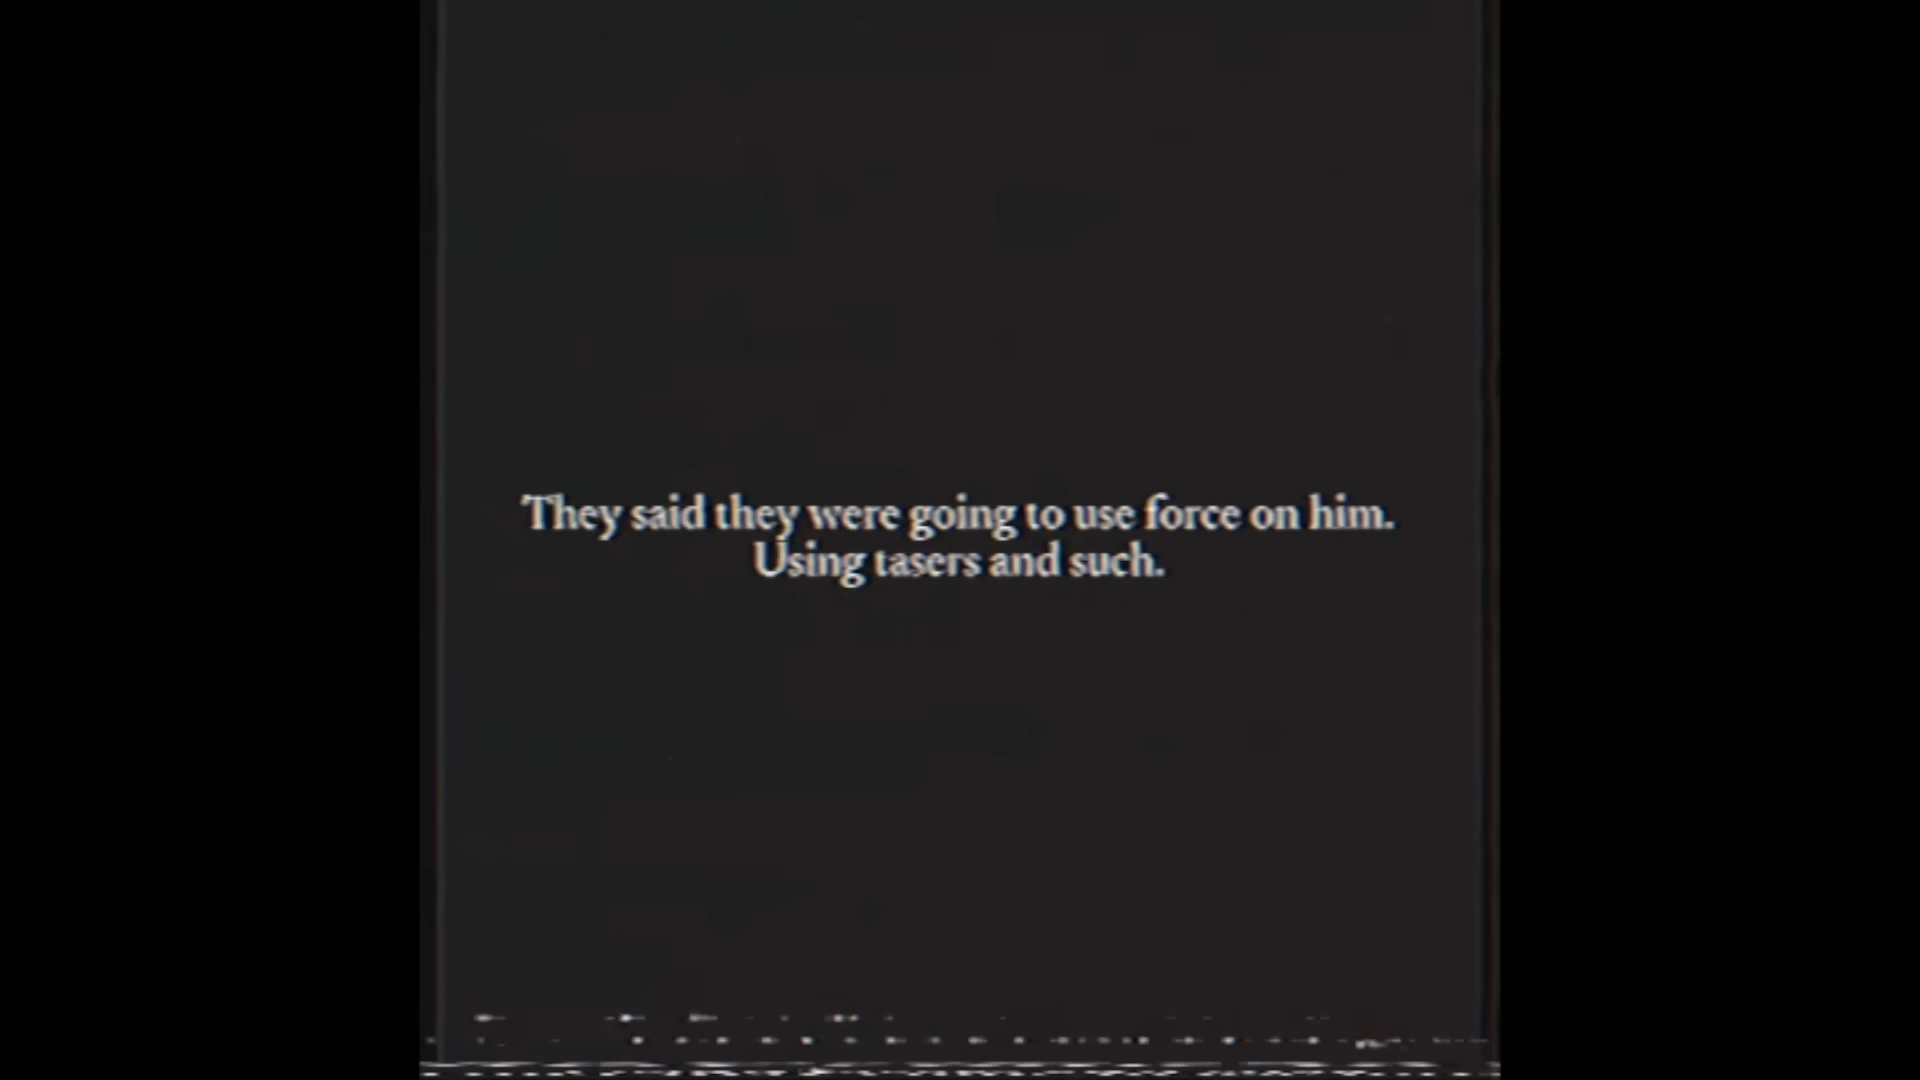 They said they were going to use force on him.
Using tasers and such.